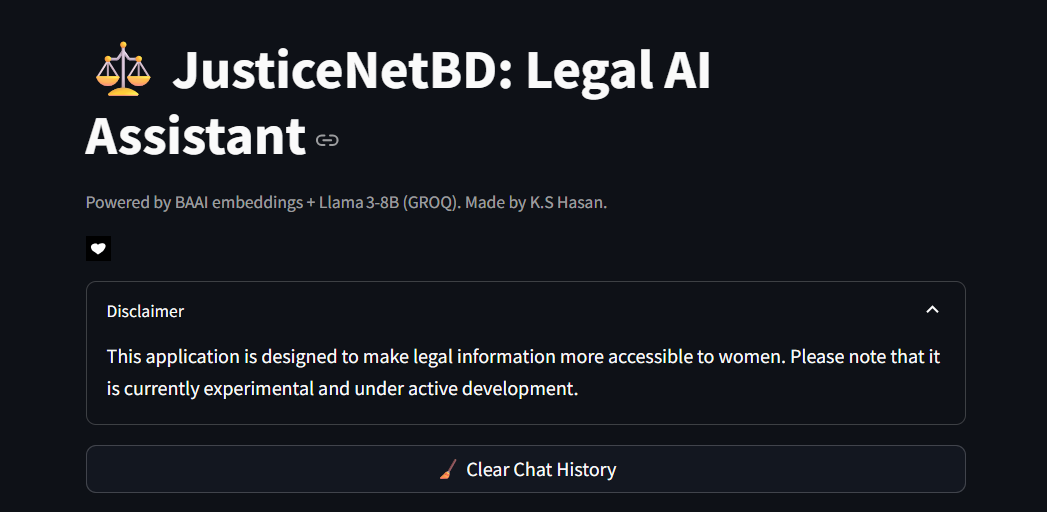 JusticeNetBD: Legal AI
Assistant
Powered by BAAI embeddings + Llama 3-8B (GROQ). Made by K.S Hasan.
Disclaimer
This application is designed to make legal information more accessible to women. Please note that it
is currently experimental and under active development.
Clear Chat History